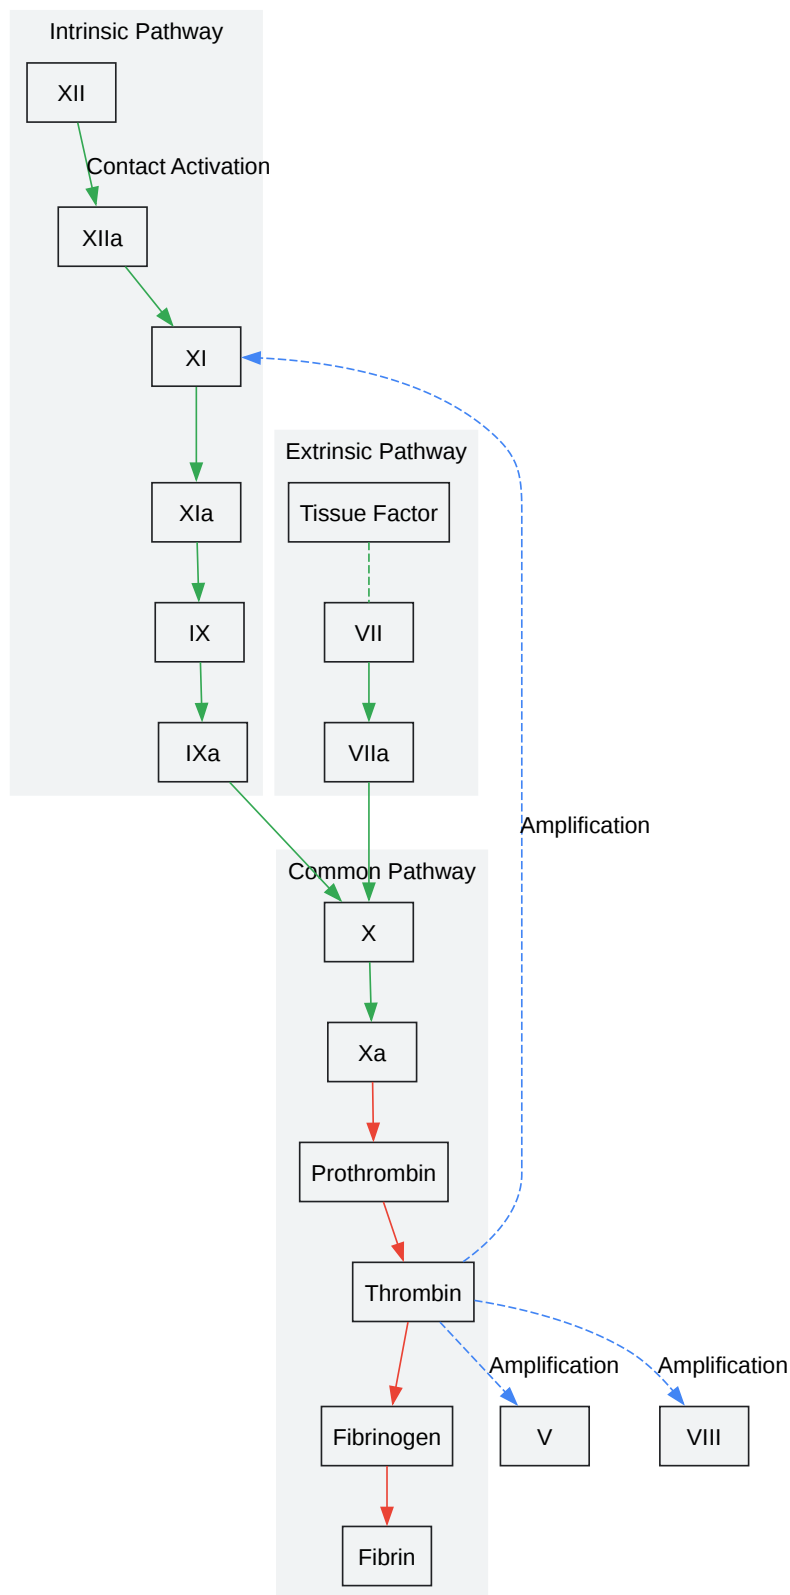 Intrinsic Pathway
XII
Contact Activation
XIIa
XI
Extrinsic Pathway
XIa
Tissue Factor
IX
VII
IXa
VIIa
Amplification
Common Pathway
X
Xa
Prothrombin
Thrombin
Amplification
Amplification
Fibrinogen
V
VIII
Fibrin